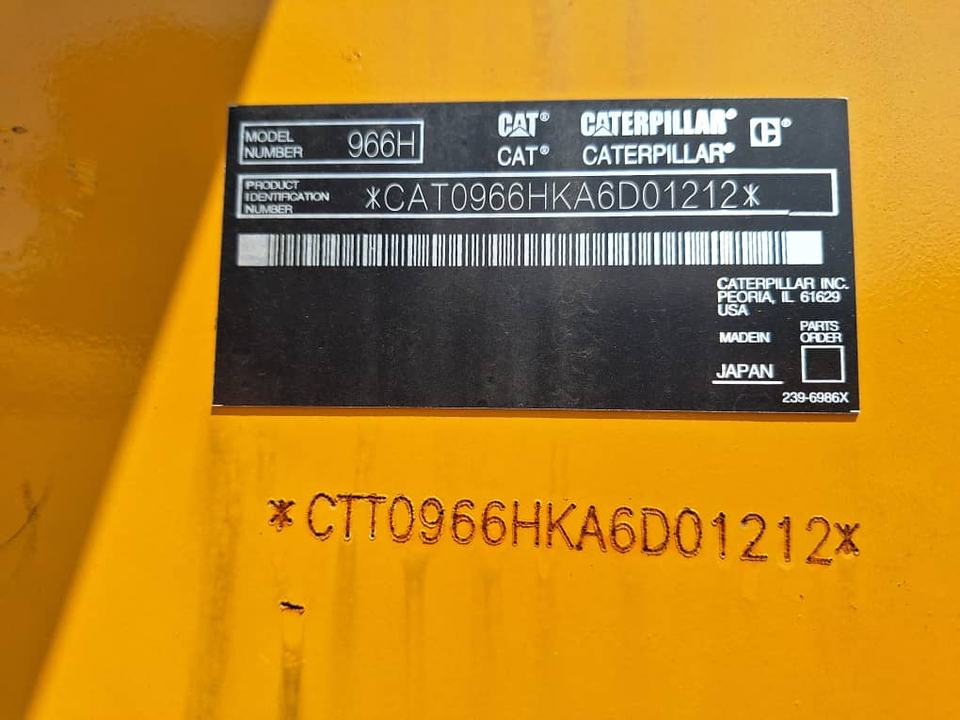 MODEL NUMBER 966H
CAT® CATERPILLAR®
CAT® CATERPILLAR®
PRODUCT IDENTIFICATION NUMBER *CAT0966HKA6D01212*
CATERPILLAR INC.
PEORIA, IL 61629
USA
MADEIN
JAPAN
PARTS
ORDER
239-6986X
*CTT0966HKA6D01212*